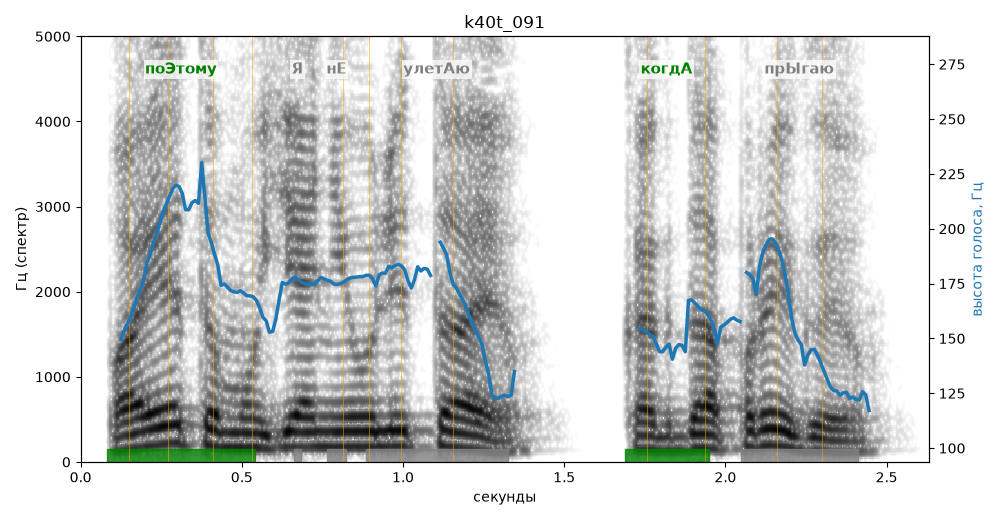 k40t_091
поЭтому Я нЕ улетАю когдА прЫгаю
5000
4000
3000
2000
1000
0
Гц (спектр)
275
250
225
200
175
150
125
100
высота голоса, Гц
0.0 0.5 1.0 1.5 2.0 2.5
секунды